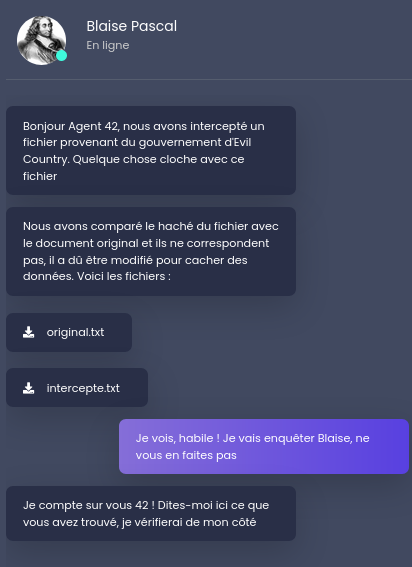 Blaise Pascal
En ligne
Bonjour Agent 42, nous avons intercepté un
fichier provenant du gouvernement d'Evil
Country. Quelque chose cloche avec ce
fichier
Nous avons comparé le haché du fichier avec
le document original et ils ne correspondent
pas, il a dû être modifié pour cacher des
données. Voici les fichiers :
original.txt
intercepte.txt
Je vois, habile ! Je vais enquêter Blaise, ne
vous en faites pas
Je compte sur vous 42 ! Dites-moi ici ce que
vous avez trouvé, je vérifierai de mon côté